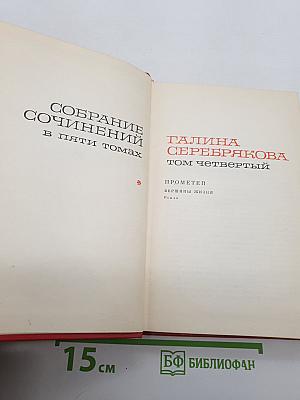 СОБРАНИЕ
СОЧИНЕНИЙ
В ПЯТИ ТОМАХ
ГАЛИНА
СЕРЕБРЯКОВА
ТОМ ЧЕТВЕРТЫЙ
ПРОМЕТЕЙ
ВЕРШИНЫ ЖИЗНИ
Роман
15 см
БФ БИБЛИОФАН